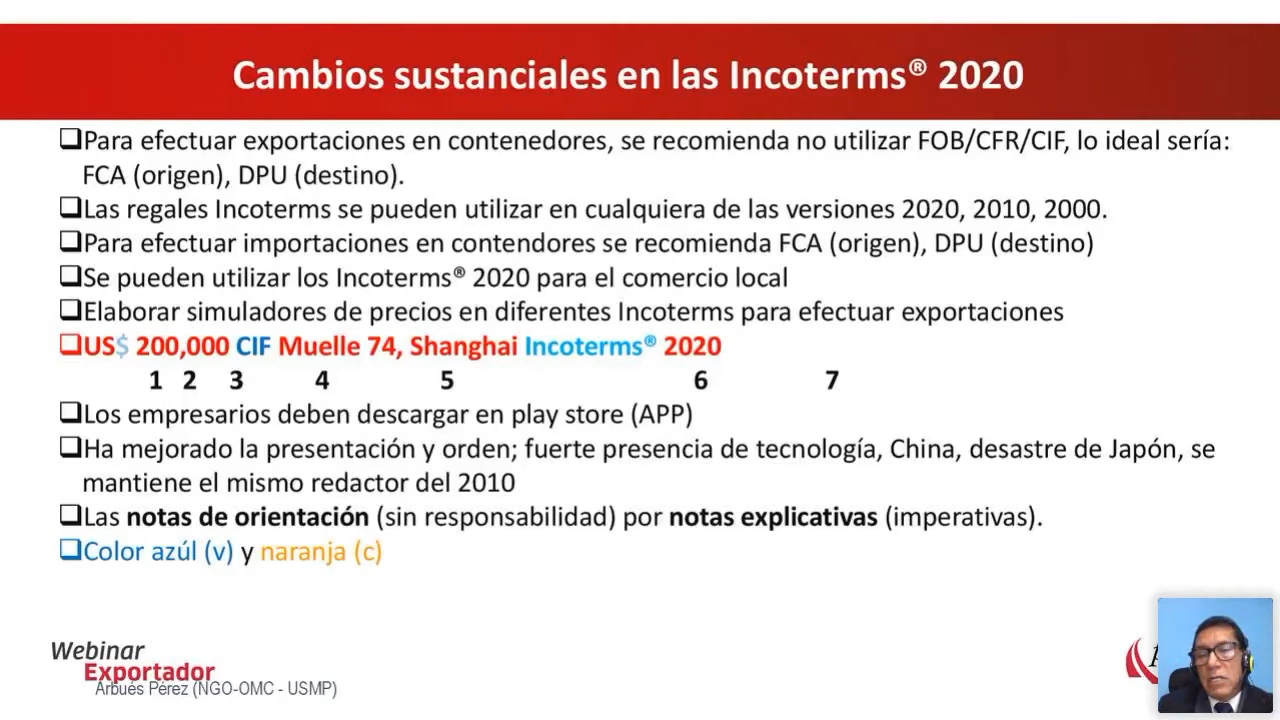 Cambios sustanciales en las Incoterms® 2020
❑Para efectuar exportaciones en contenedores, se recomienda no utilizar FOB/CFR/CIF, lo ideal sería:
FCA (origen), DPU (destino).
❑Las regales Incoterms se pueden utilizar en cualquiera de las versiones 2020, 2010, 2000.
❑Para efectuar importaciones en contendores se recomienda FCA (origen), DPU (destino)
❑Se pueden utilizar los Incoterms® 2020 para el comercio local
❑Elaborar simuladores de precios en diferentes Incoterms para efectuar exportaciones
❑US$ 200,000 CIF Muelle 74, Shanghai Incoterms® 2020
1 2 3 4 5 6 7
❑Los empresarios deben descargar en play store (APP)
❑Ha mejorado la presentación y orden; fuerte presencia de tecnología, China, desastre de Japón, se
mantiene el mismo redactor del 2010
❑Las notas de orientación (sin responsabilidad) por notas explicativas (imperativas).
❑Color azúl (v) y naranja (c)
Webinar
Exportador
Arbués Pérez (NGO-OMC - USMP)